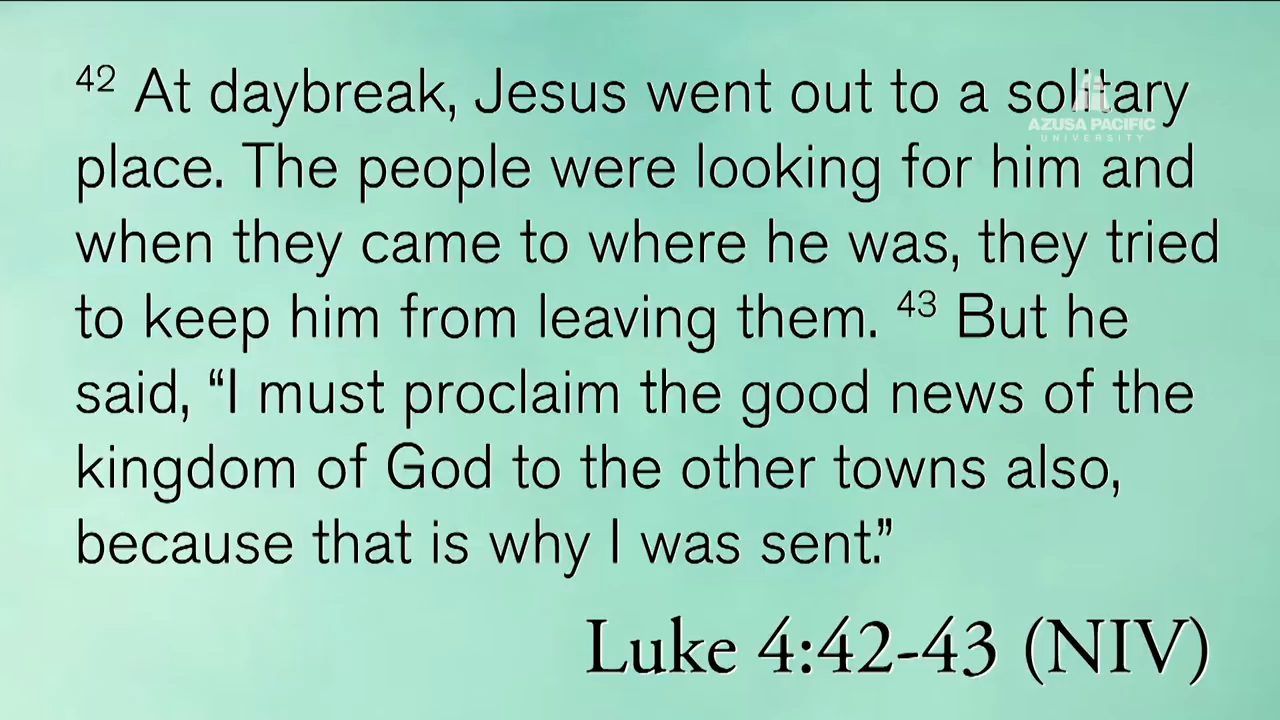 42 At daybreak, Jesus went out to a solitary
place. The people were looking for him and
when they came to where he was, they tried
to keep him from leaving them. 43 But he
said, “I must proclaim the good news of the
kingdom of God to the other towns also,
because that is why I was sent.”
Luke 4:42-43 (NIV)
AZUSA PACIFIC
UNIVERSITY